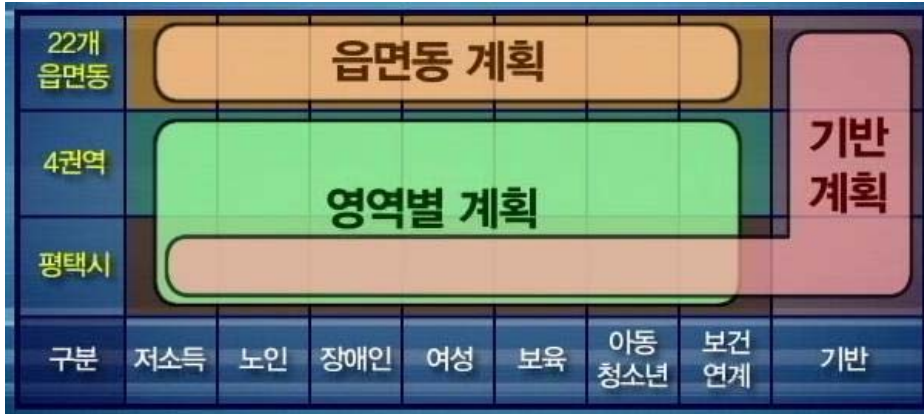 22개
읍면동
읍면동 계획
4권역
영역별 계획
기반
계획
평택시
구분
저소득
노인
장애인
여성
보육
아동
청소년
보건
연계
기반